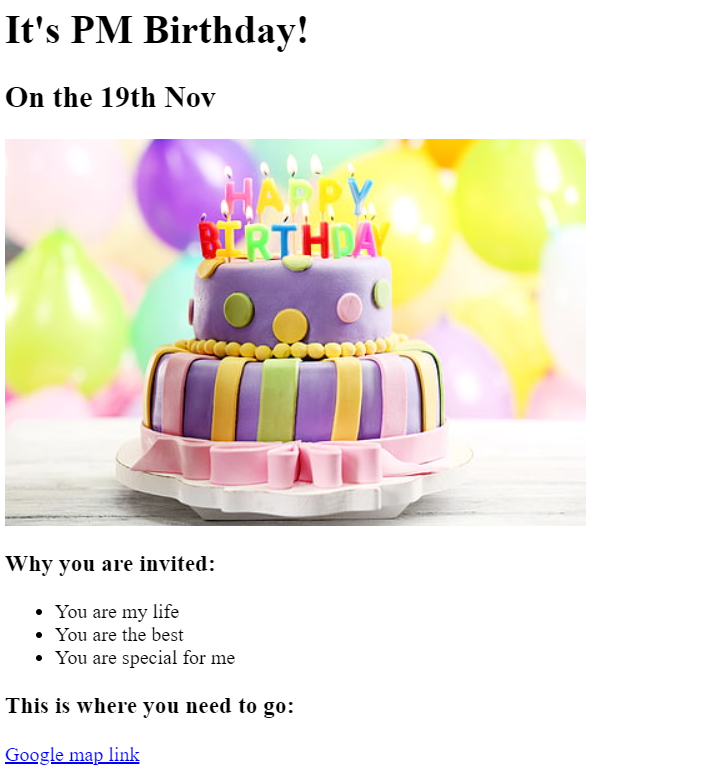 It's PM Birthday!
On the 19th Nov
HAPPY
BIRTHDAY
Why you are invited:
You are my life
You are the best
You are special for me
This is where you need to go:
Google map link